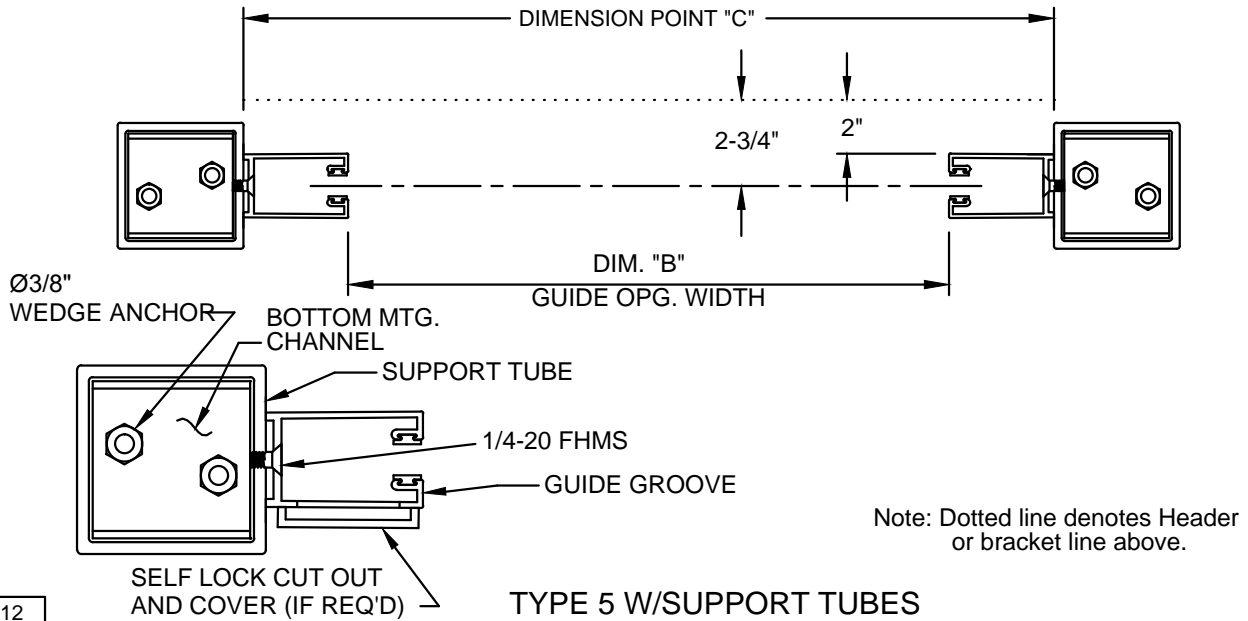 DIMENSION POINT "C"
2-3/4"
2"
DIM. "B"
GUIDE OPG. WIDTH
Ø3/8"
WEDGE ANCHOR
BOTTOM MTG.
CHANNEL
SUPPORT TUBE
1/4-20 FHMS
GUIDE GROOVE
Note: Dotted line denotes Header
or bracket line above.
SELF LOCK CUT OUT
AND COVER (IF REQ'D)
TYPE 5 W/SUPPORT TUBES
12